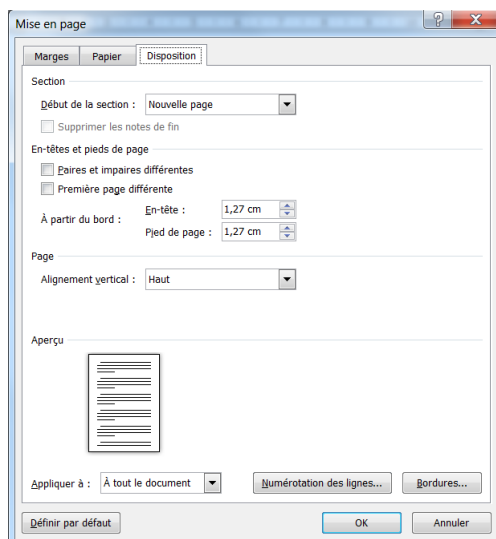 Mise en page
Marges Papier Disposition
Section
Début de la section : Nouvelle page
Supprimer les notes de fin
En-têtes et pieds de page
Paires et impaires différentes
Première page différente
À partir du bord :
En-tête : 1,27 cm
Pied de page : 1,27 cm
Page
Alignement vertical : Haut
Aperçu
Appliquer à : À tout le document Numérotation des lignes... Bordures...
Définir par défaut OK Annuler